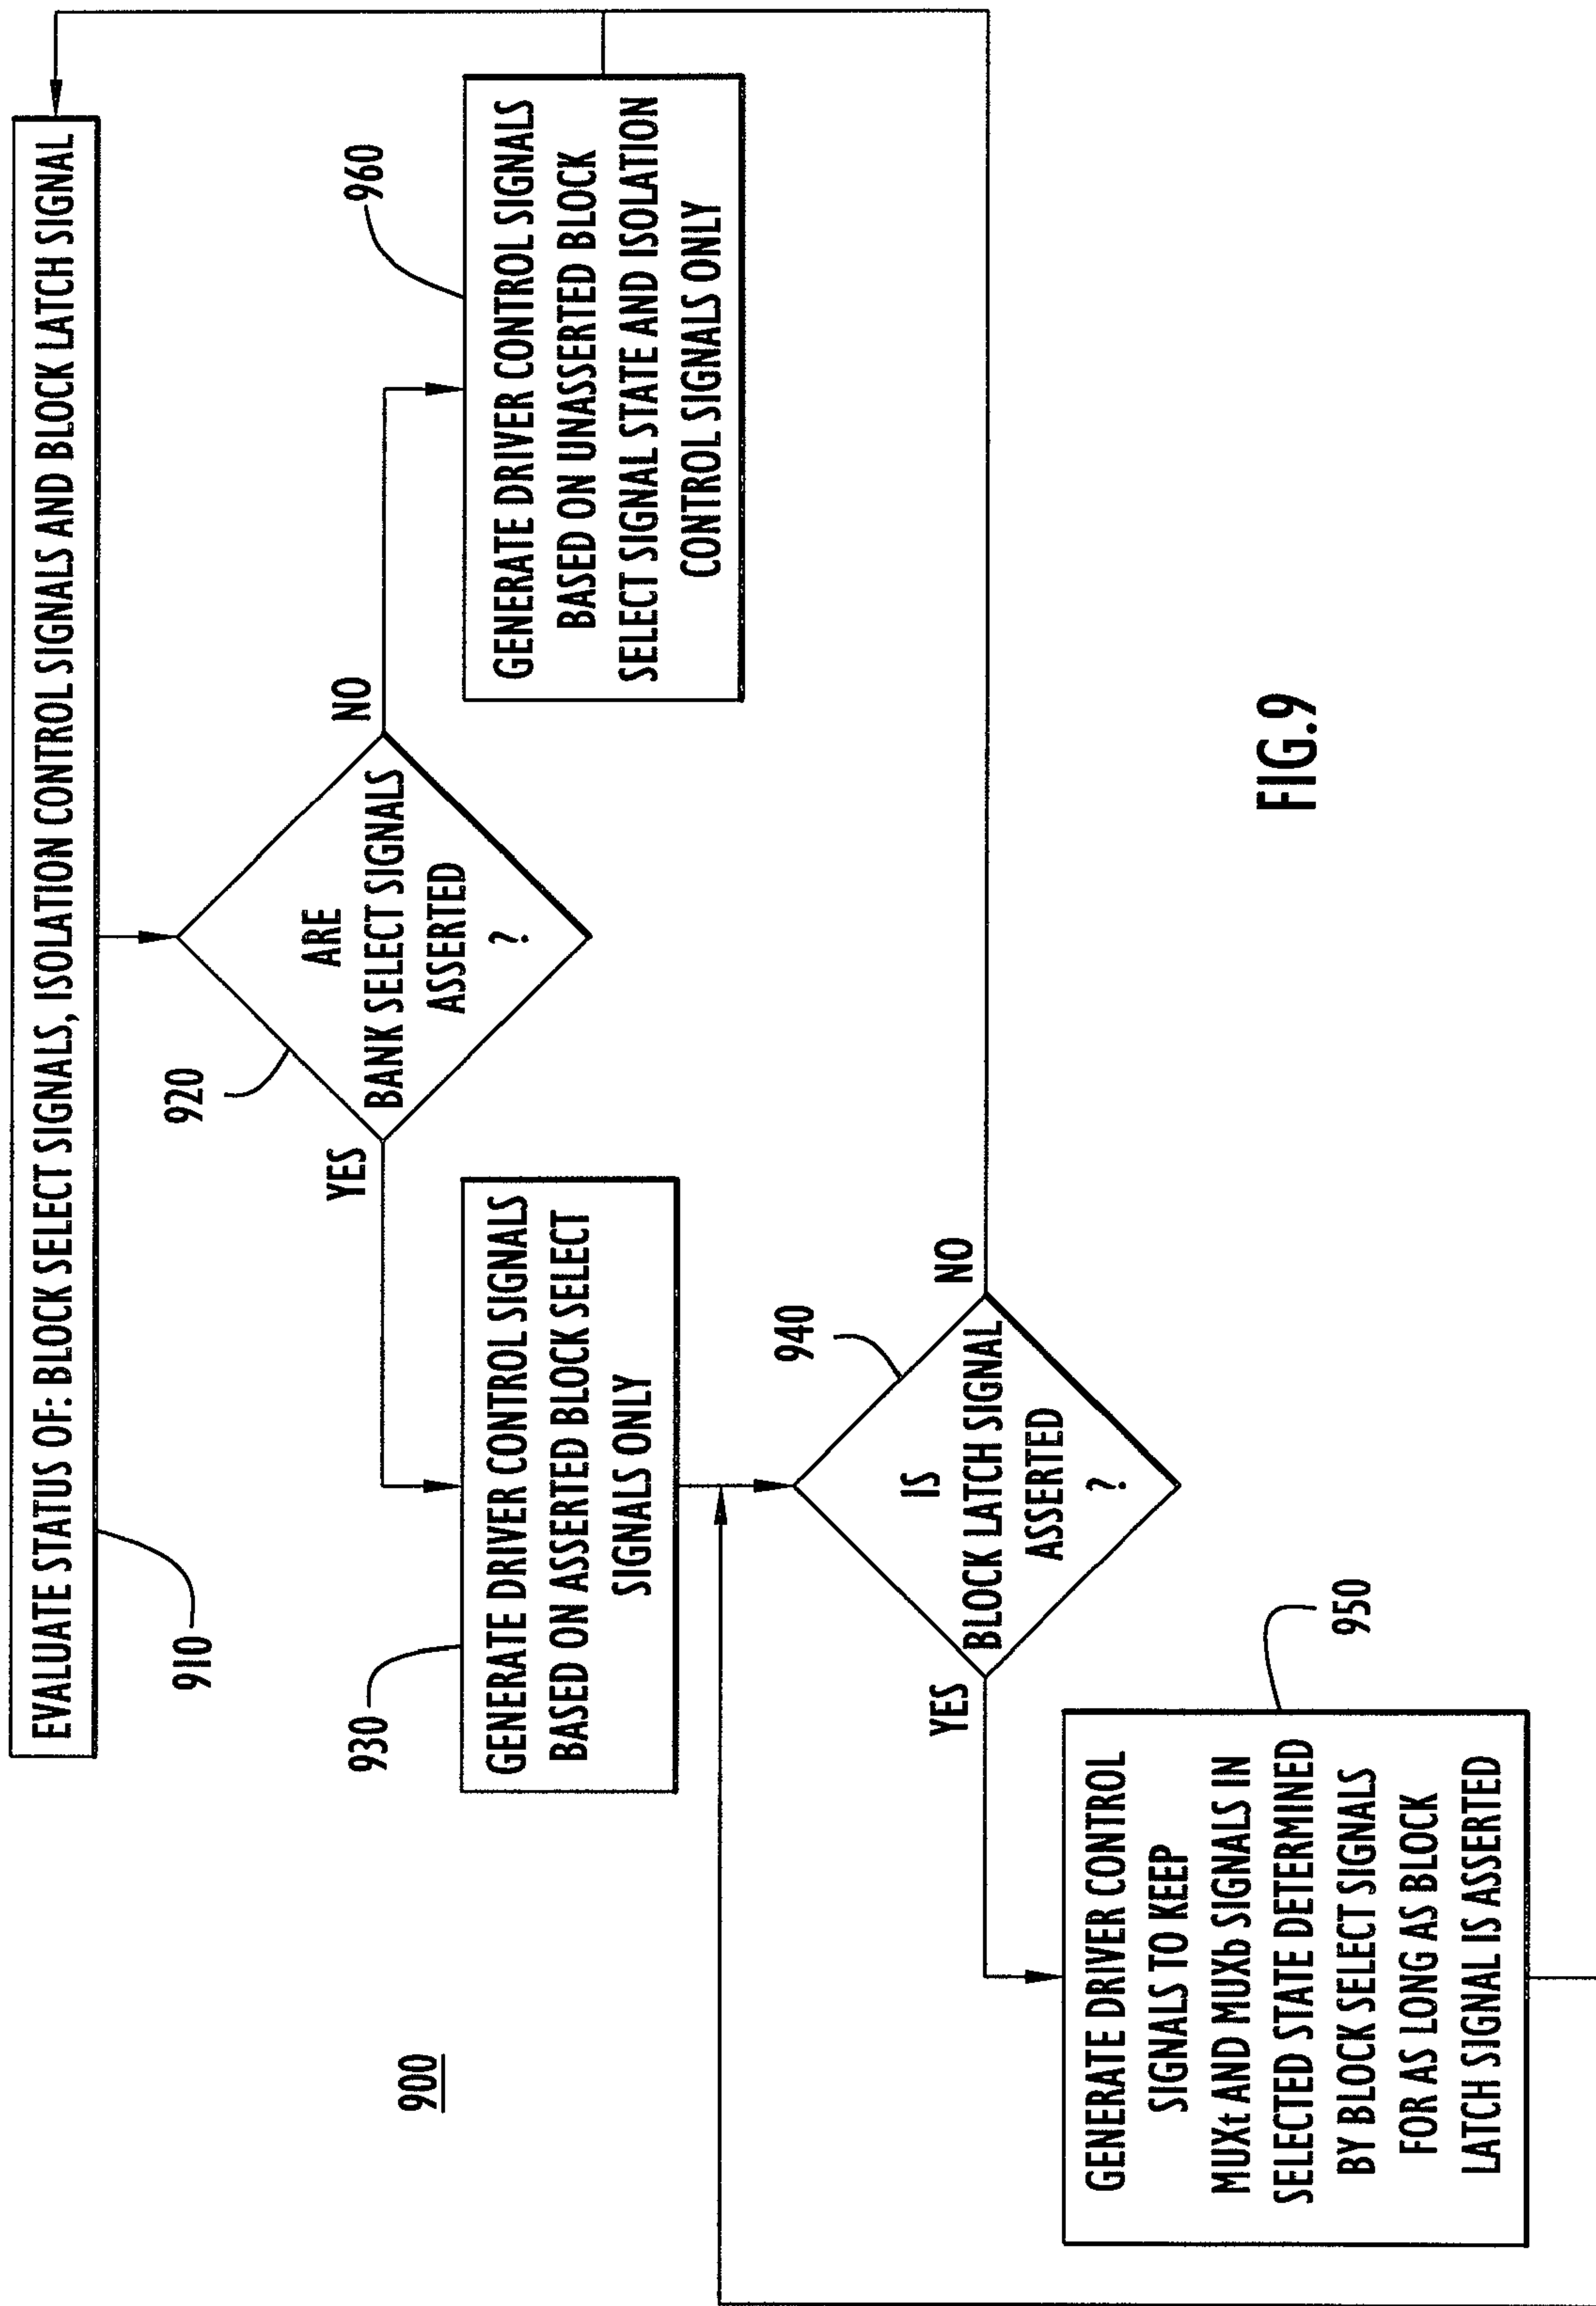 900
EVALUATE STATUS OF: BLOCK SELECT SIGNALS, ISOLATION CONTROL SIGNALS AND BLOCK LATCH SIGNAL
910
920
ARE
BANK SELECT SIGNALS
ASSERTED
?
YES
NO
930
GENERATE DRIVER CONTROL SIGNALS
BASED ON ASSERTED BLOCK SELECT
SIGNALS ONLY
960
GENERATE DRIVER CONTROL SIGNALS
BASED ON UNASSERTED BLOCK
SELECT SIGNAL STATE AND ISOLATION
CONTROL SIGNALS ONLY
940
IS
BLOCK LATCH SIGNAL
ASSERTED
?
YES
NO
950
GENERATE DRIVER CONTROL
SIGNALS TO KEEP
MUXt AND MUXb SIGNALS IN
SELECTED STATE DETERMINED
BY BLOCK SELECT SIGNALS
FOR AS LONG AS BLOCK
LATCH SIGNAL IS ASSERTED
FIG.9